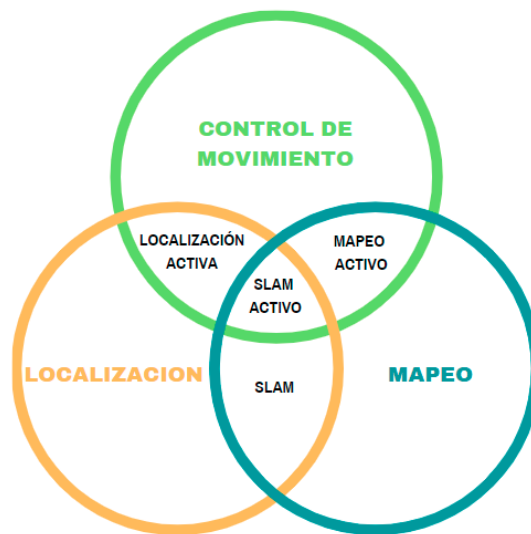 CONTROL DE
MOVIMIENTO
LOCALIZACIÓN
ACTIVA
MAPEO
ACTIVO
SLAM
ACTIVO
LOCALIZACION
SLAM
MAPEO